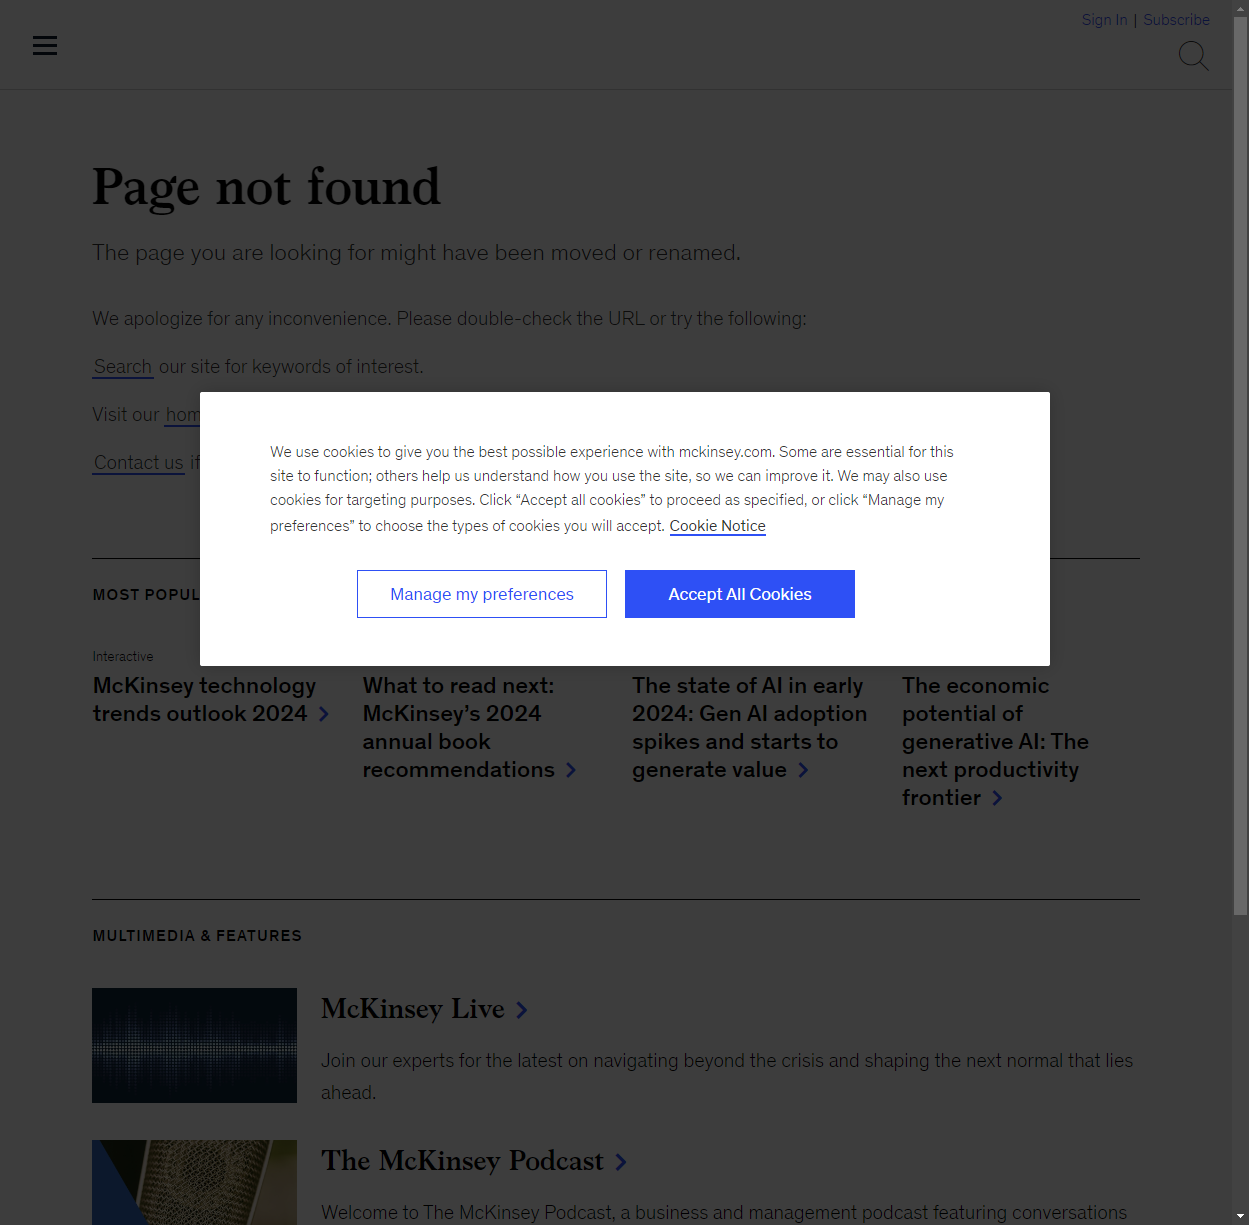 Sign In | Subscribe
Page not found
The page you are looking for might have been moved or renamed.
We apologize for any inconvenience. Please double-check the URL or try the following:
Search our site for keywords of interest.
Visit our hom
Contact us if
We use cookies to give you the best possible experience with mckinsey.com. Some are essential for this
site to function; others help us understand how you use the site, so we can improve it. We may also use
cookies for targeting purposes. Click “Accept all cookies” to proceed as specified, or click “Manage my
preferences” to choose the types of cookies you will accept. Cookie Notice
Manage my preferences
Accept All Cookies
MOST POPUL
Interactive
McKinsey technology
trends outlook 2024
What to read next:
McKinsey’s 2024
annual book
recommendations
The state of AI in early
2024: Gen AI adoption
spikes and starts to
generate value
The economic
potential of
generative AI: The
next productivity
frontier
MULTIMEDIA & FEATURES
McKinsey Live
Join our experts for the latest on navigating beyond the crisis and shaping the next normal that lies
ahead.
The McKinsey Podcast
Welcome to The McKinsey Podcast, a business and management podcast featuring conversations